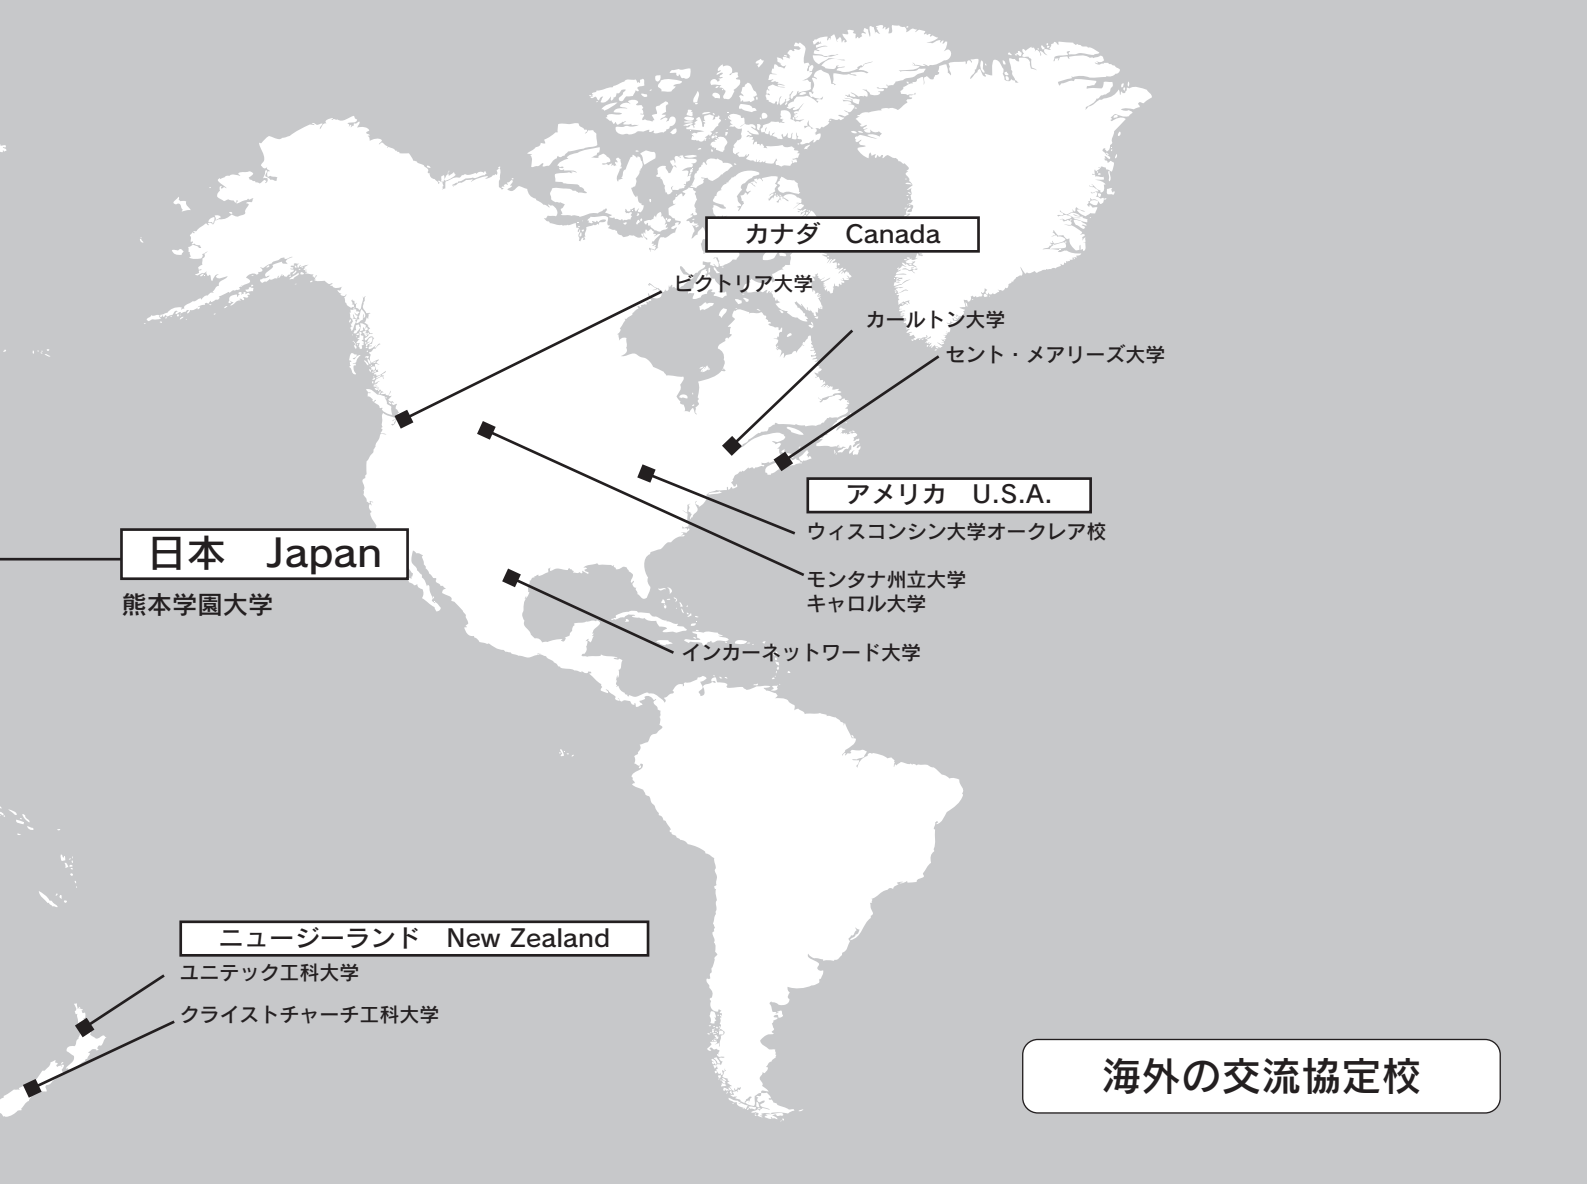 カナダ　Canada
ビクトリア大学
カールトン大学
セント・メアリーズ大学
アメリカ　U.S.A.
ウィスコンシン大学オークレア校
モンタナ州立大学
キャロル大学
インカーネットワード大学
日本　Japan
熊本学園大学
ニュージーランド　New Zealand
ユニテック工科大学
クライストチャーチ工科大学
海外の交流協定校